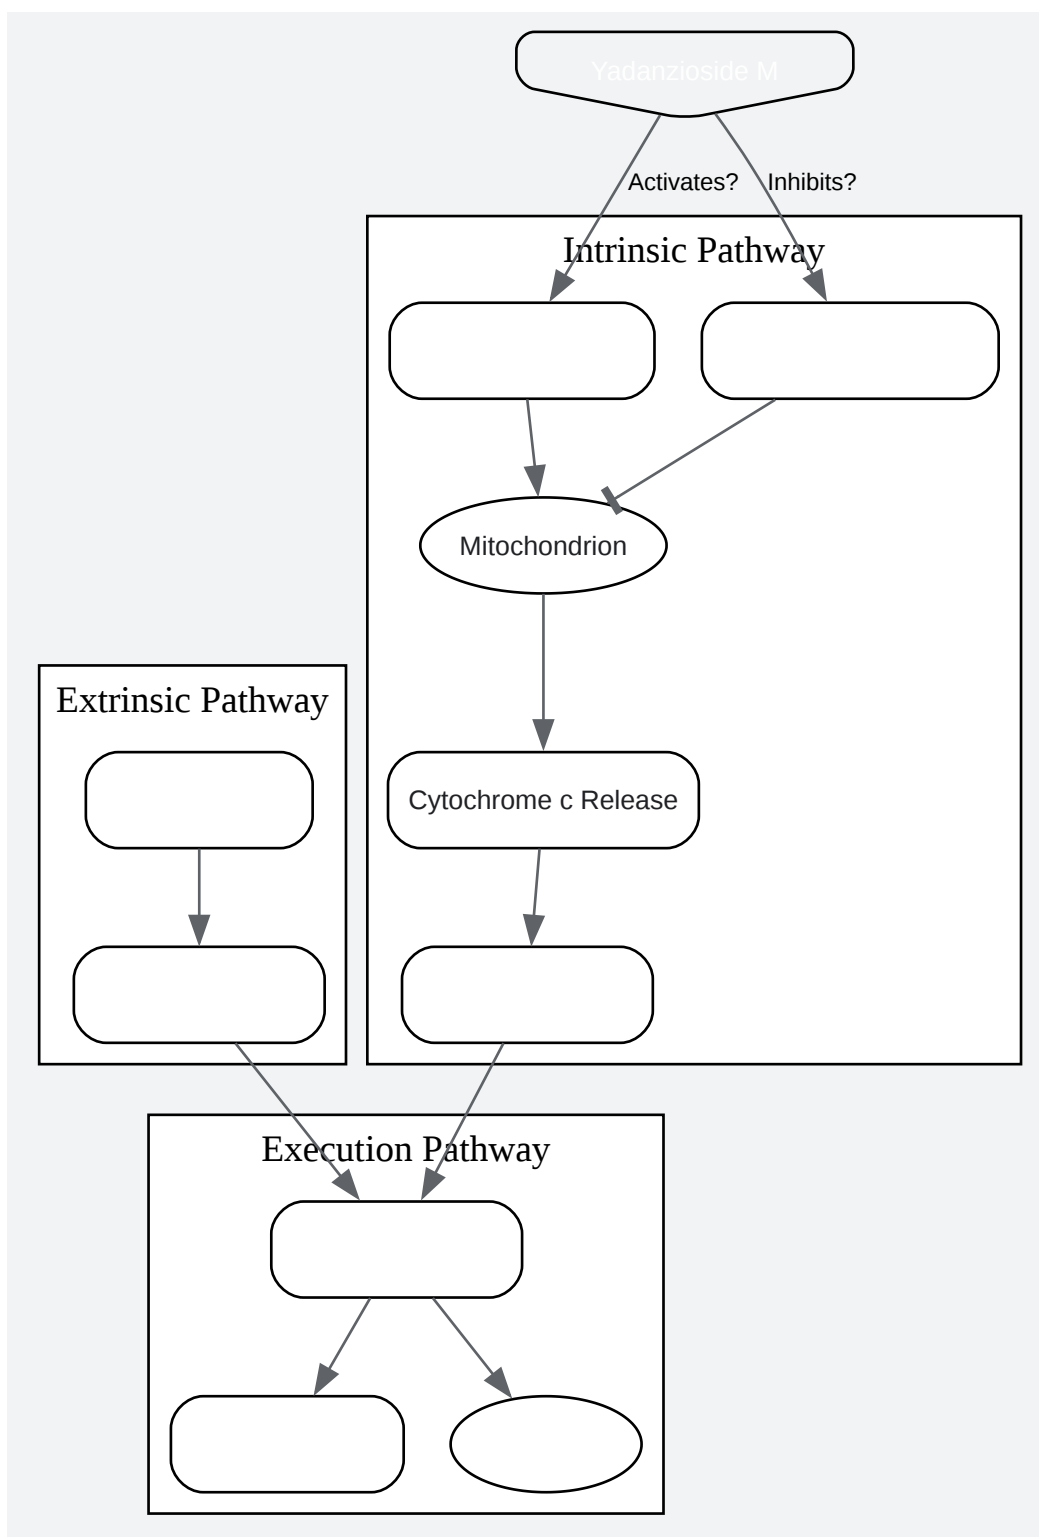 Yadanzioside M
Activates?
Inhibits?
Intrinsic Pathway
Mitochondrion
Extrinsic Pathway
Cytochrome c Release
Execution Pathway